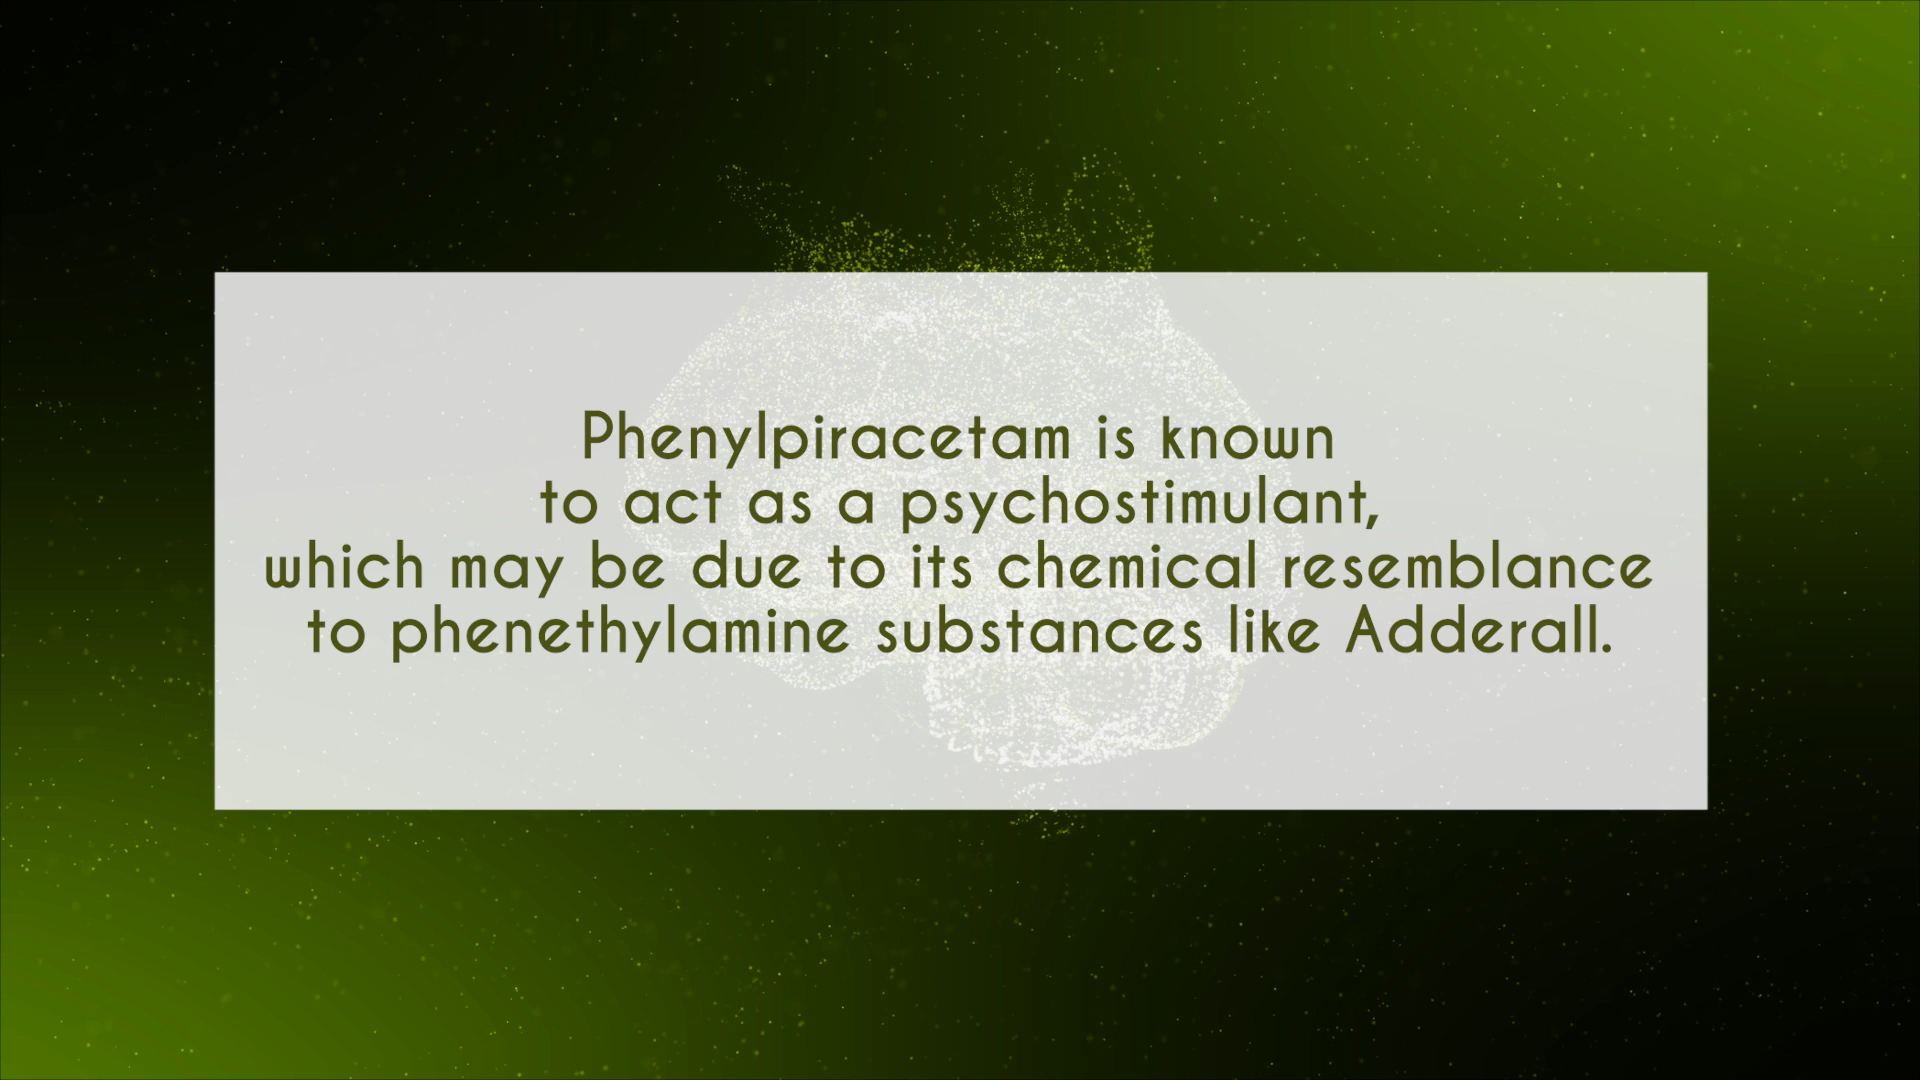 Phenylpiracetam is known
to act as a psychostimulant,
which may be due to its chemical resemblance
to phenethylamine substances like Adderall.